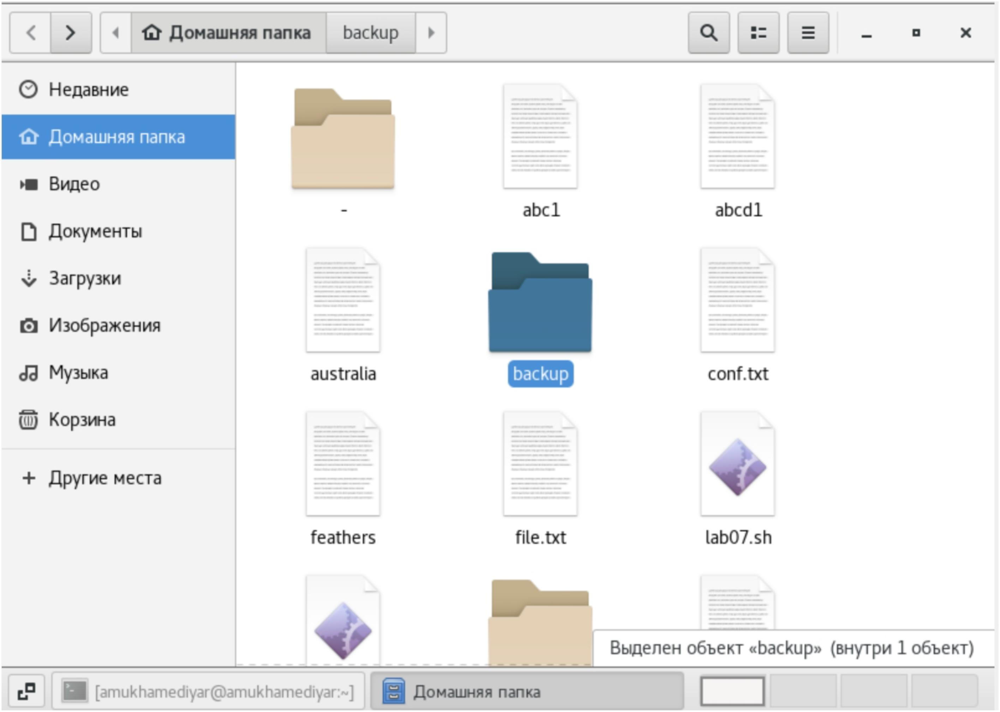 Домашняя папка backup
Недавние
Домашняя папка
Видео
Документы
Загрузки
Изображения
Музыка
Корзина
Другие места
- abc1 abcd1
australia backup conf.txt
feathers file.txt lab07.sh
Выделен объект «backup» (внутри 1 объект)
[amukhamediyar@amukhamediyar:~] Домашняя папка